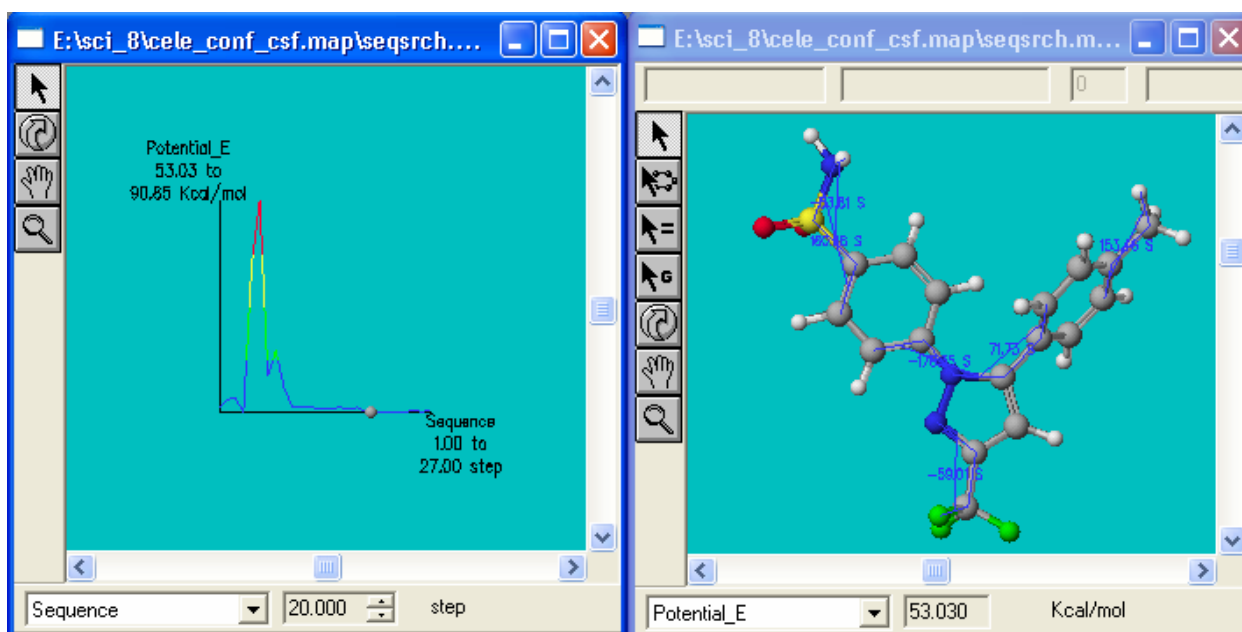 E:\sci_8\cele_conf_csf.map\seqsrch....
Potential_E
53.03 to
90.85 Kcal/mol
Sequence
1.00 to
27.00 step
Sequence
20.000
step
E:\sci_8\cele_conf_csf.map\seqsrch.m...
0
=
G
153.46 S
71.73 S
-59.01 S
Potential_E
53.030
Kcal/mol